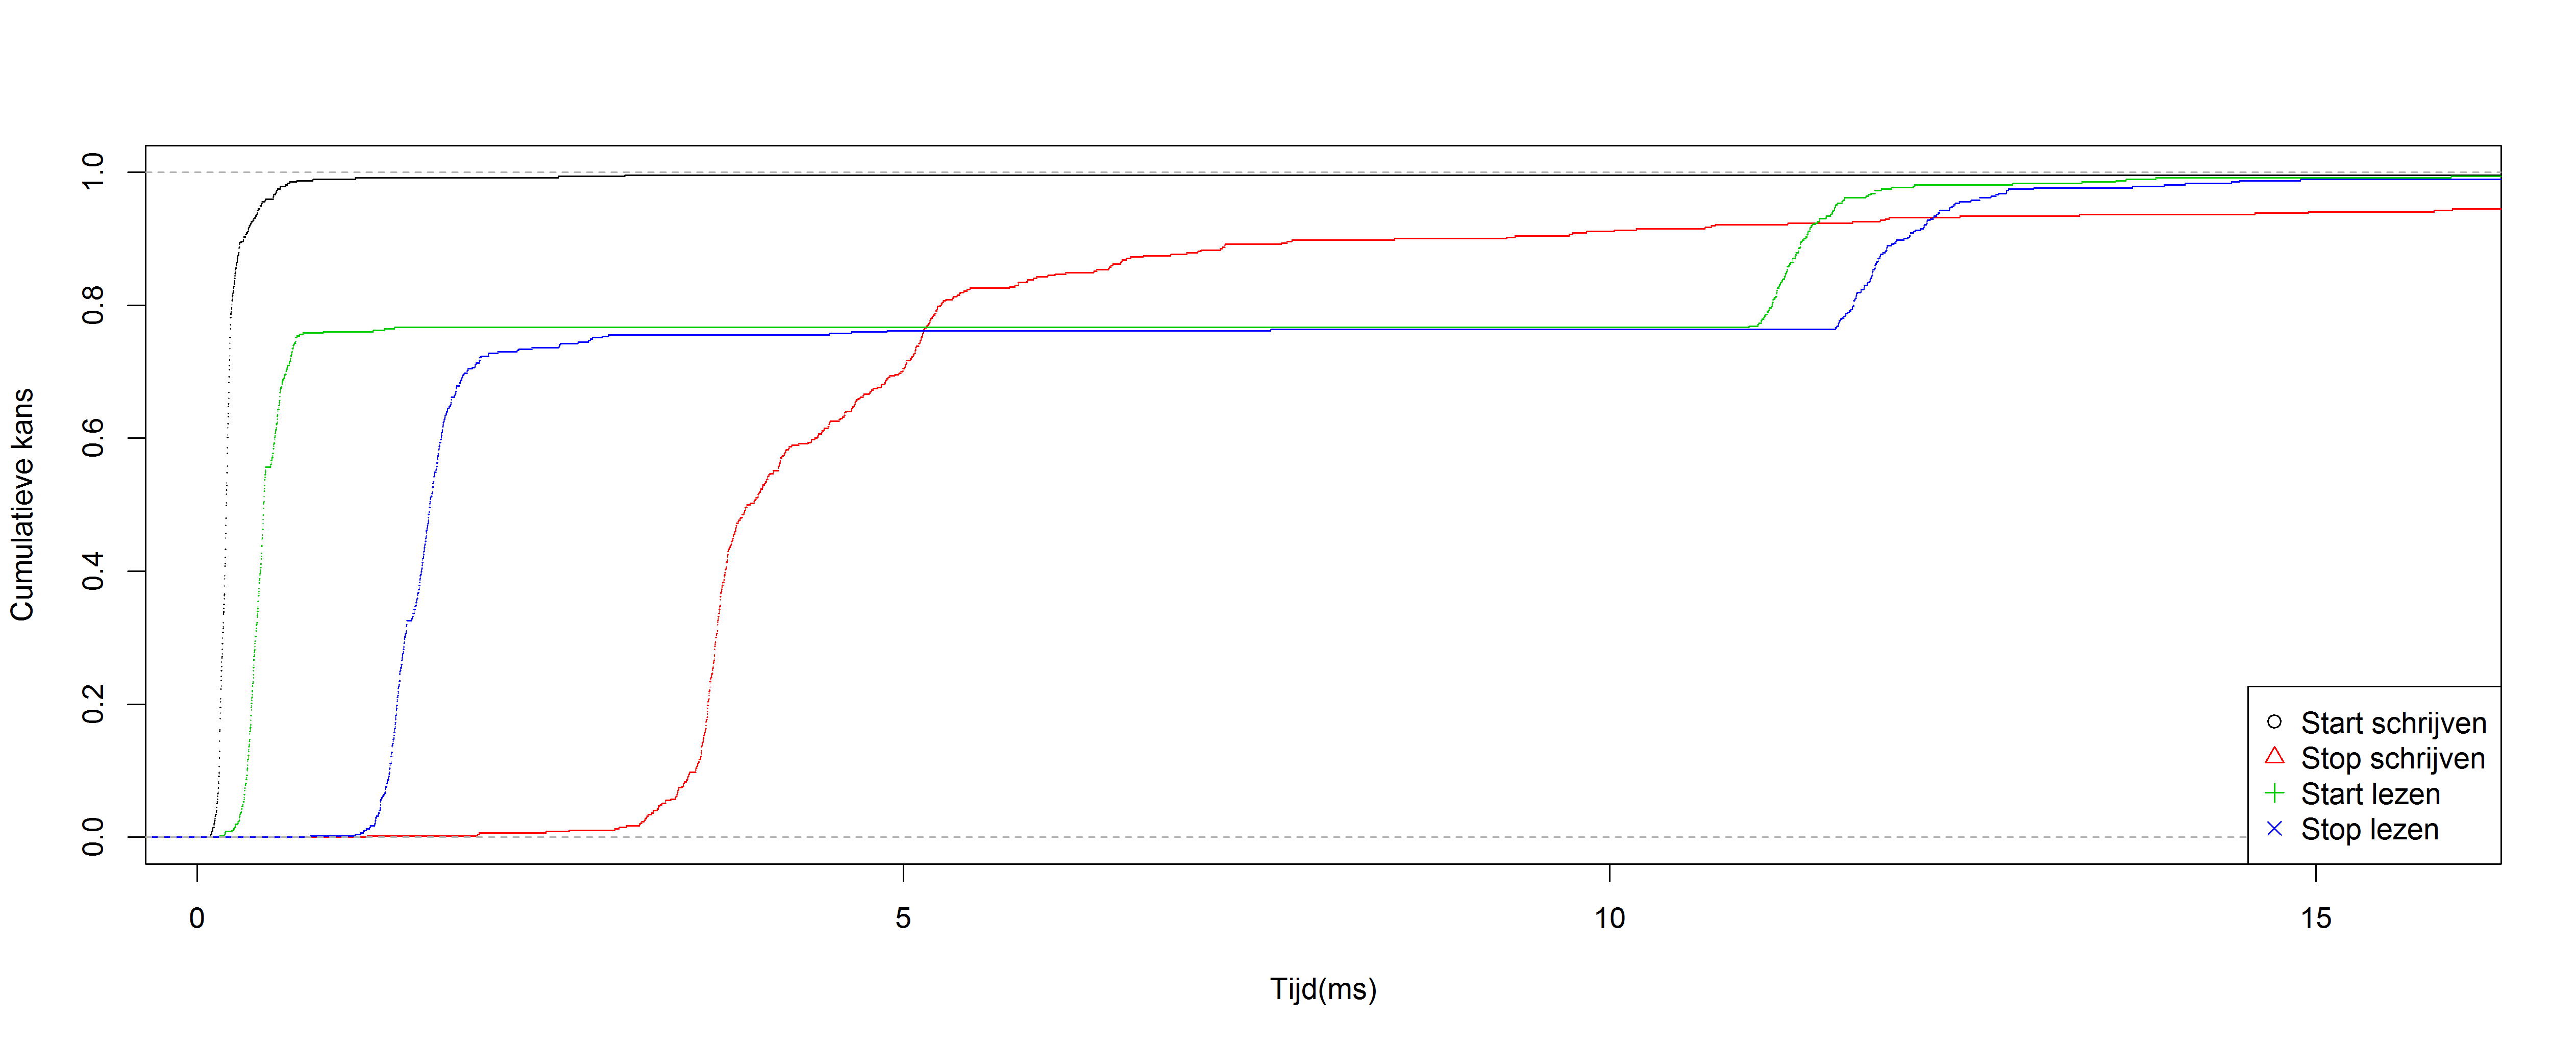 Cumulatieve kans
1.0
0.8
0.6
0.4
0.2
0.0
0 5 10 15
Tijd(ms)
Start schrijven
Stop schrijven
Start lezen
Stop lezen